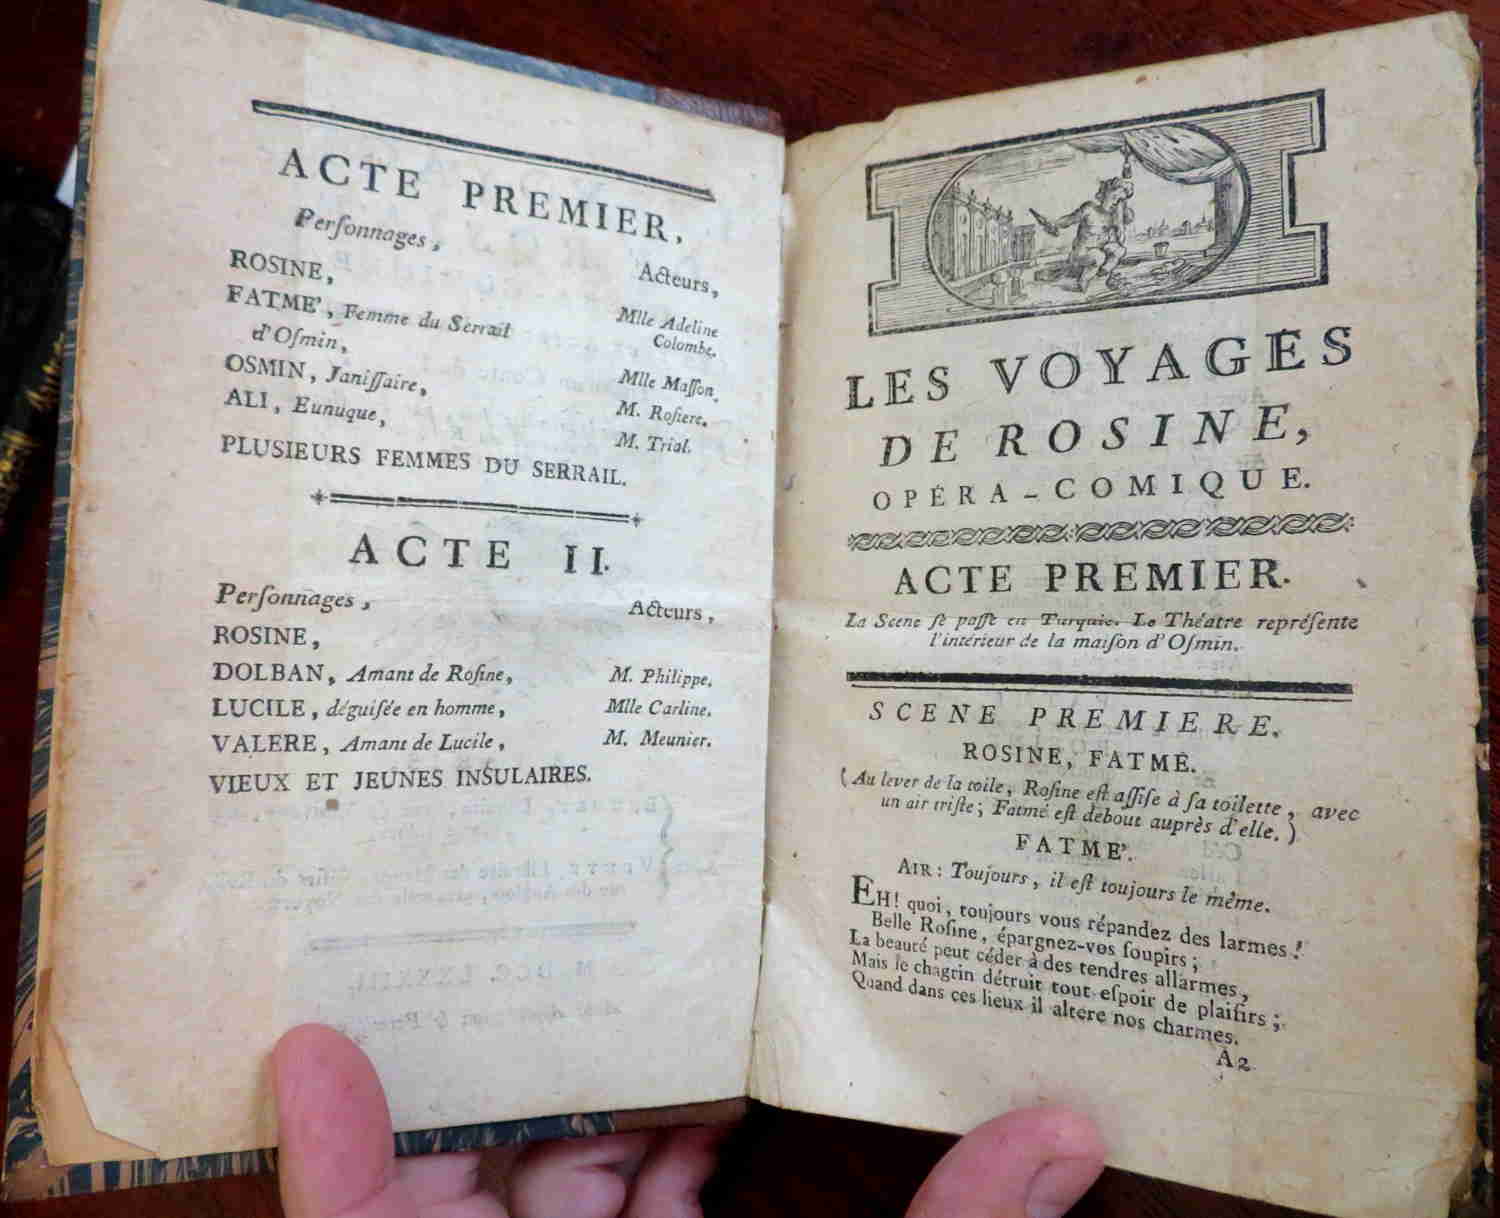 ACTE PREMIER,
Perſonnages, Acteurs,
ROSINE, Mlle Adeline Colombe.
FATME', Femme du Serrail
d'Oſmin, Mlle Maſſon.
OSMIN, Janiſſaire, M. Roſiere.
ALI, Eunuque, M. Trial.
PLUSIEURS FEMMES DU SERRAIL.
ACTE II.
Perſonnages, Acteurs,
ROSINE,
DOLBAN, Amant de Roſine, M. Philippe.
LUCILE, déguiſée en homme, Mlle Carline.
VALERE, Amant de Lucile, M. Meunier.
VIEUX ET JEUNES INSULAIRES.
LES VOYAGES
DE ROSINE,
OPÉRA-COMIQUE.
ACTE PREMIER.
La Scene ſe paſſe en Turquie. Le Théatre repréſente
l'intérieur de la maiſon d'Oſmin.
SCENE PREMIERE.
ROSINE, FATMÉ.
(Au lever de la toile, Roſine eſt aſſiſe à ſa toilette, avec
un air triſte; Fatmé eſt debout auprès d'elle.)
FATME'.
AIR: Toujours, il eſt toujours le même.
EH! quoi, toujours vous répandez des larmes!
Belle Roſine, épargnez-vos ſoupirs;
La beauté peut céder à des tendres allarmes,
Mais le chagrin détruit tout eſpoir de plaiſirs;
Quand dans ces lieux il altere nos charmes.
A2